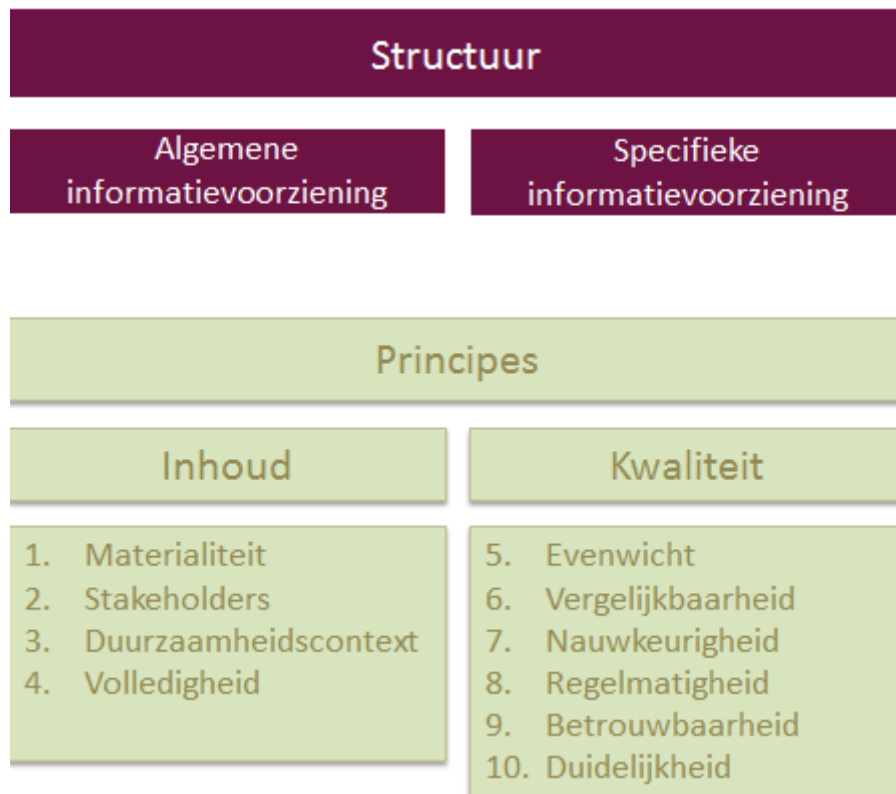 Structuur
Algemene
informatievoorziening
Specifieke
informatievoorziening
Principes
Inhoud
Kwaliteit
1. Materialiteit
2. Stakeholders
3. Duurzaamheidscontext
4. Volledigheid
5. Evenwicht
6. Vergelijkbaarheid
7. Nauwkeurigheid
8. Regelmatigheid
9. Betrouwbaarheid
10. Duidelijkheid